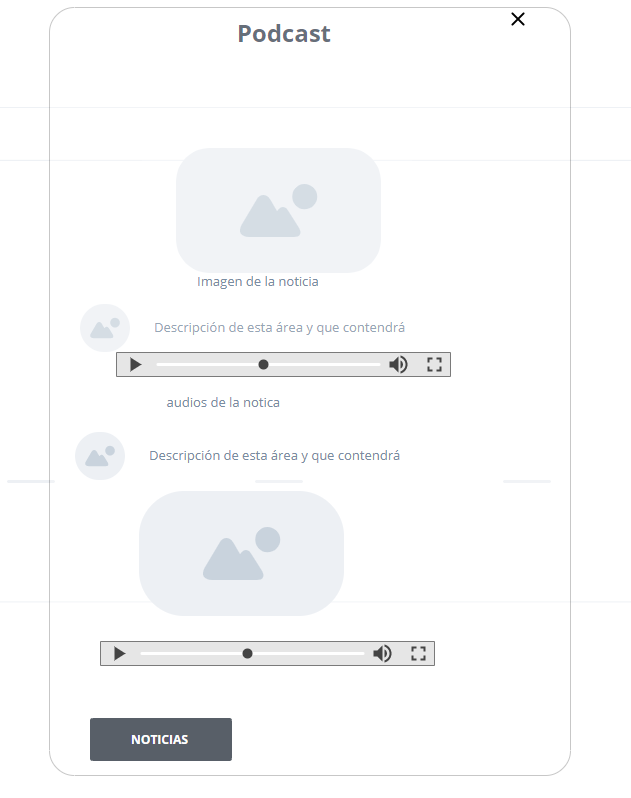 Podcast
Imagen de la noticia
Descripción de esta área y que contendrá
audios de la notica
Descripción de esta área y que contendrá
NOTICIAS